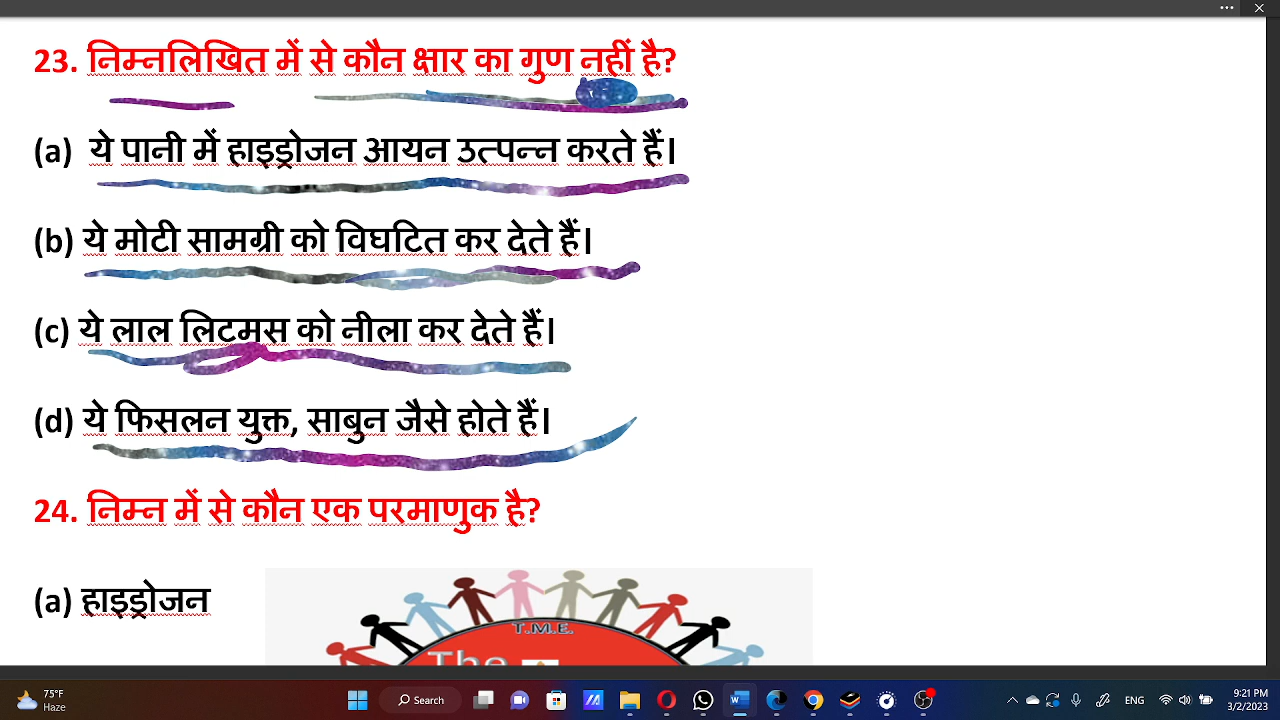 23. निम्नलिखित में से कौन क्षार का गुण नहीं है?
(a) ये पानी में हाइड्रोजन आयन उत्पन्न करते हैं।
(b) ये मोटी सामग्री को विघटित कर देते हैं।
(c) ये लाल लिटमस को नीला कर देते हैं।
(d) ये फिसलन युक्त, साबुन जैसे होते हैं।
24. निम्न में से कौन एक परमाणुक है?
(a) हाइड्रोजन
T.M.E.
The
75°F
Haze
Search
ENG
9:21 PM
3/2/2023